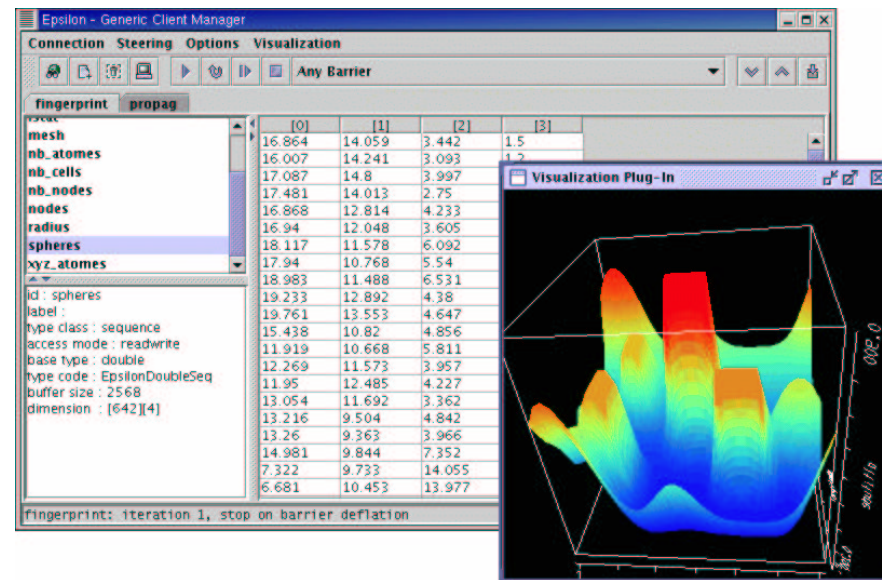 Epsilon - Generic Client Manager
Connection Steering Options Visualization
Any Barrier
fingerprint propag
mesh
nb_atomes
nb_cells
nb_nodes
nodes
radius
spheres
xyz_atomes
id : spheres
label :
type class : sequence
access mode : readwrite
base type : double
type code : EpsilonDoubleSeq
buffer size : 2568
dimension : [642][4]
[0] [1] [2] [3]
16.864 14.059 3.442 1.5
16.007 14.241 3.093 1.2
17.087 14.8 3.997
17.481 14.013 2.75
16.868 12.814 4.233
16.94 12.048 3.605
18.117 11.578 6.092
17.94 10.768 5.54
18.983 11.488 6.531
19.233 12.892 4.38
19.761 13.553 4.647
15.438 10.82 4.856
11.919 10.668 5.811
12.269 11.573 3.957
11.95 12.485 4.227
13.054 11.692 3.362
13.216 9.504 4.842
13.26 9.363 3.966
14.981 9.844 7.352
7.322 9.733 14.055
6.681 10.453 13.977
fingerprint: iteration 1, stop on barrier deflation
Visualization Plug-In